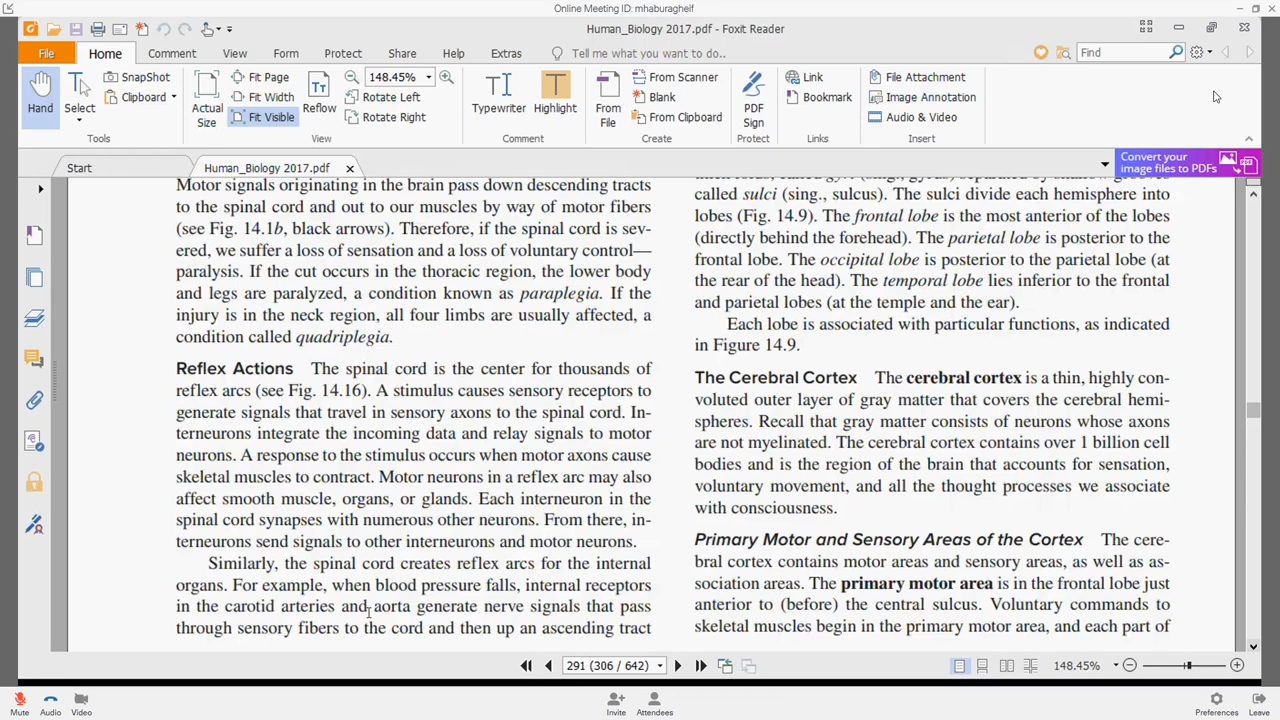 Online Meeting ID: mhaburagheif
Human_Biology 2017.pdf - Foxit Reader
File Home Comment View Form Protect Share Help Extras Tell me what you want to do.. Find
Hand
Select
SnapShot
Clipboard
Tools
Actual
Size
Fit Page
Fit Width
Fit Visible
Reflow
148.45%
Rotate Left
Rotate Right
View
Typewriter
Highlight
Comment
From
File
From Scanner
Blank
From Clipboard
Create
PDF
Sign
Protect
Link
Bookmark
Links
File Attachment
Image Annotation
Audio & Video
Insert
Start
Human_Biology 2017.pdf
Convert your
image files to PDFs
Motor signals originating in the brain pass down descending tracts
to the spinal cord and out to our muscles by way of motor fibers
(see Fig. 14.1b, black arrows). Therefore, if the spinal cord is sev-
ered, we suffer a loss of sensation and a loss of voluntary control—
paralysis. If the cut occurs in the thoracic region, the lower body
and legs are paralyzed, a condition known as paraplegia. If the
injury is in the neck region, all four limbs are usually affected, a
condition called quadriplegia.
Reflex Actions The spinal cord is the center for thousands of
reflex arcs (see Fig. 14.16). A stimulus causes sensory receptors to
generate signals that travel in sensory axons to the spinal cord. In-
terneurons integrate the incoming data and relay signals to motor
neurons. A response to the stimulus occurs when motor axons cause
skeletal muscles to contract. Motor neurons in a reflex arc may also
affect smooth muscle, organs, or glands. Each interneuron in the
spinal cord synapses with numerous other neurons. From there, in-
terneurons send signals to other interneurons and motor neurons.
Similarly, the spinal cord creates reflex arcs for the internal
organs. For example, when blood pressure falls, internal receptors
in the carotid arteries and aorta generate nerve signals that pass
through sensory fibers to the cord and then up an ascending tract
called sulci (sing., sulcus). The sulci divide each hemisphere into
lobes (Fig. 14.9). The frontal lobe is the most anterior of the lobes
(directly behind the forehead). The parietal lobe is posterior to the
frontal lobe. The occipital lobe is posterior to the parietal lobe (at
the rear of the head). The temporal lobe lies inferior to the frontal
and parietal lobes (at the temple and the ear).
Each lobe is associated with particular functions, as indicated
in Figure 14.9.
The Cerebral Cortex The cerebral cortex is a thin, highly con-
voluted outer layer of gray matter that covers the cerebral hemi-
spheres. Recall that gray matter consists of neurons whose axons
are not myelinated. The cerebral cortex contains over 1 billion cell
bodies and is the region of the brain that accounts for sensation,
voluntary movement, and all the thought processes we associate
with consciousness.
Primary Motor and Sensory Areas of the Cortex The cere-
bral cortex contains motor areas and sensory areas, as well as as-
sociation areas. The primary motor area is in the frontal lobe just
anterior to (before) the central sulcus. Voluntary commands to
skeletal muscles begin in the primary motor area, and each part of
291 (306 / 642)
148.45%
Mute Audio Video Invite Attendees Preferences Leave